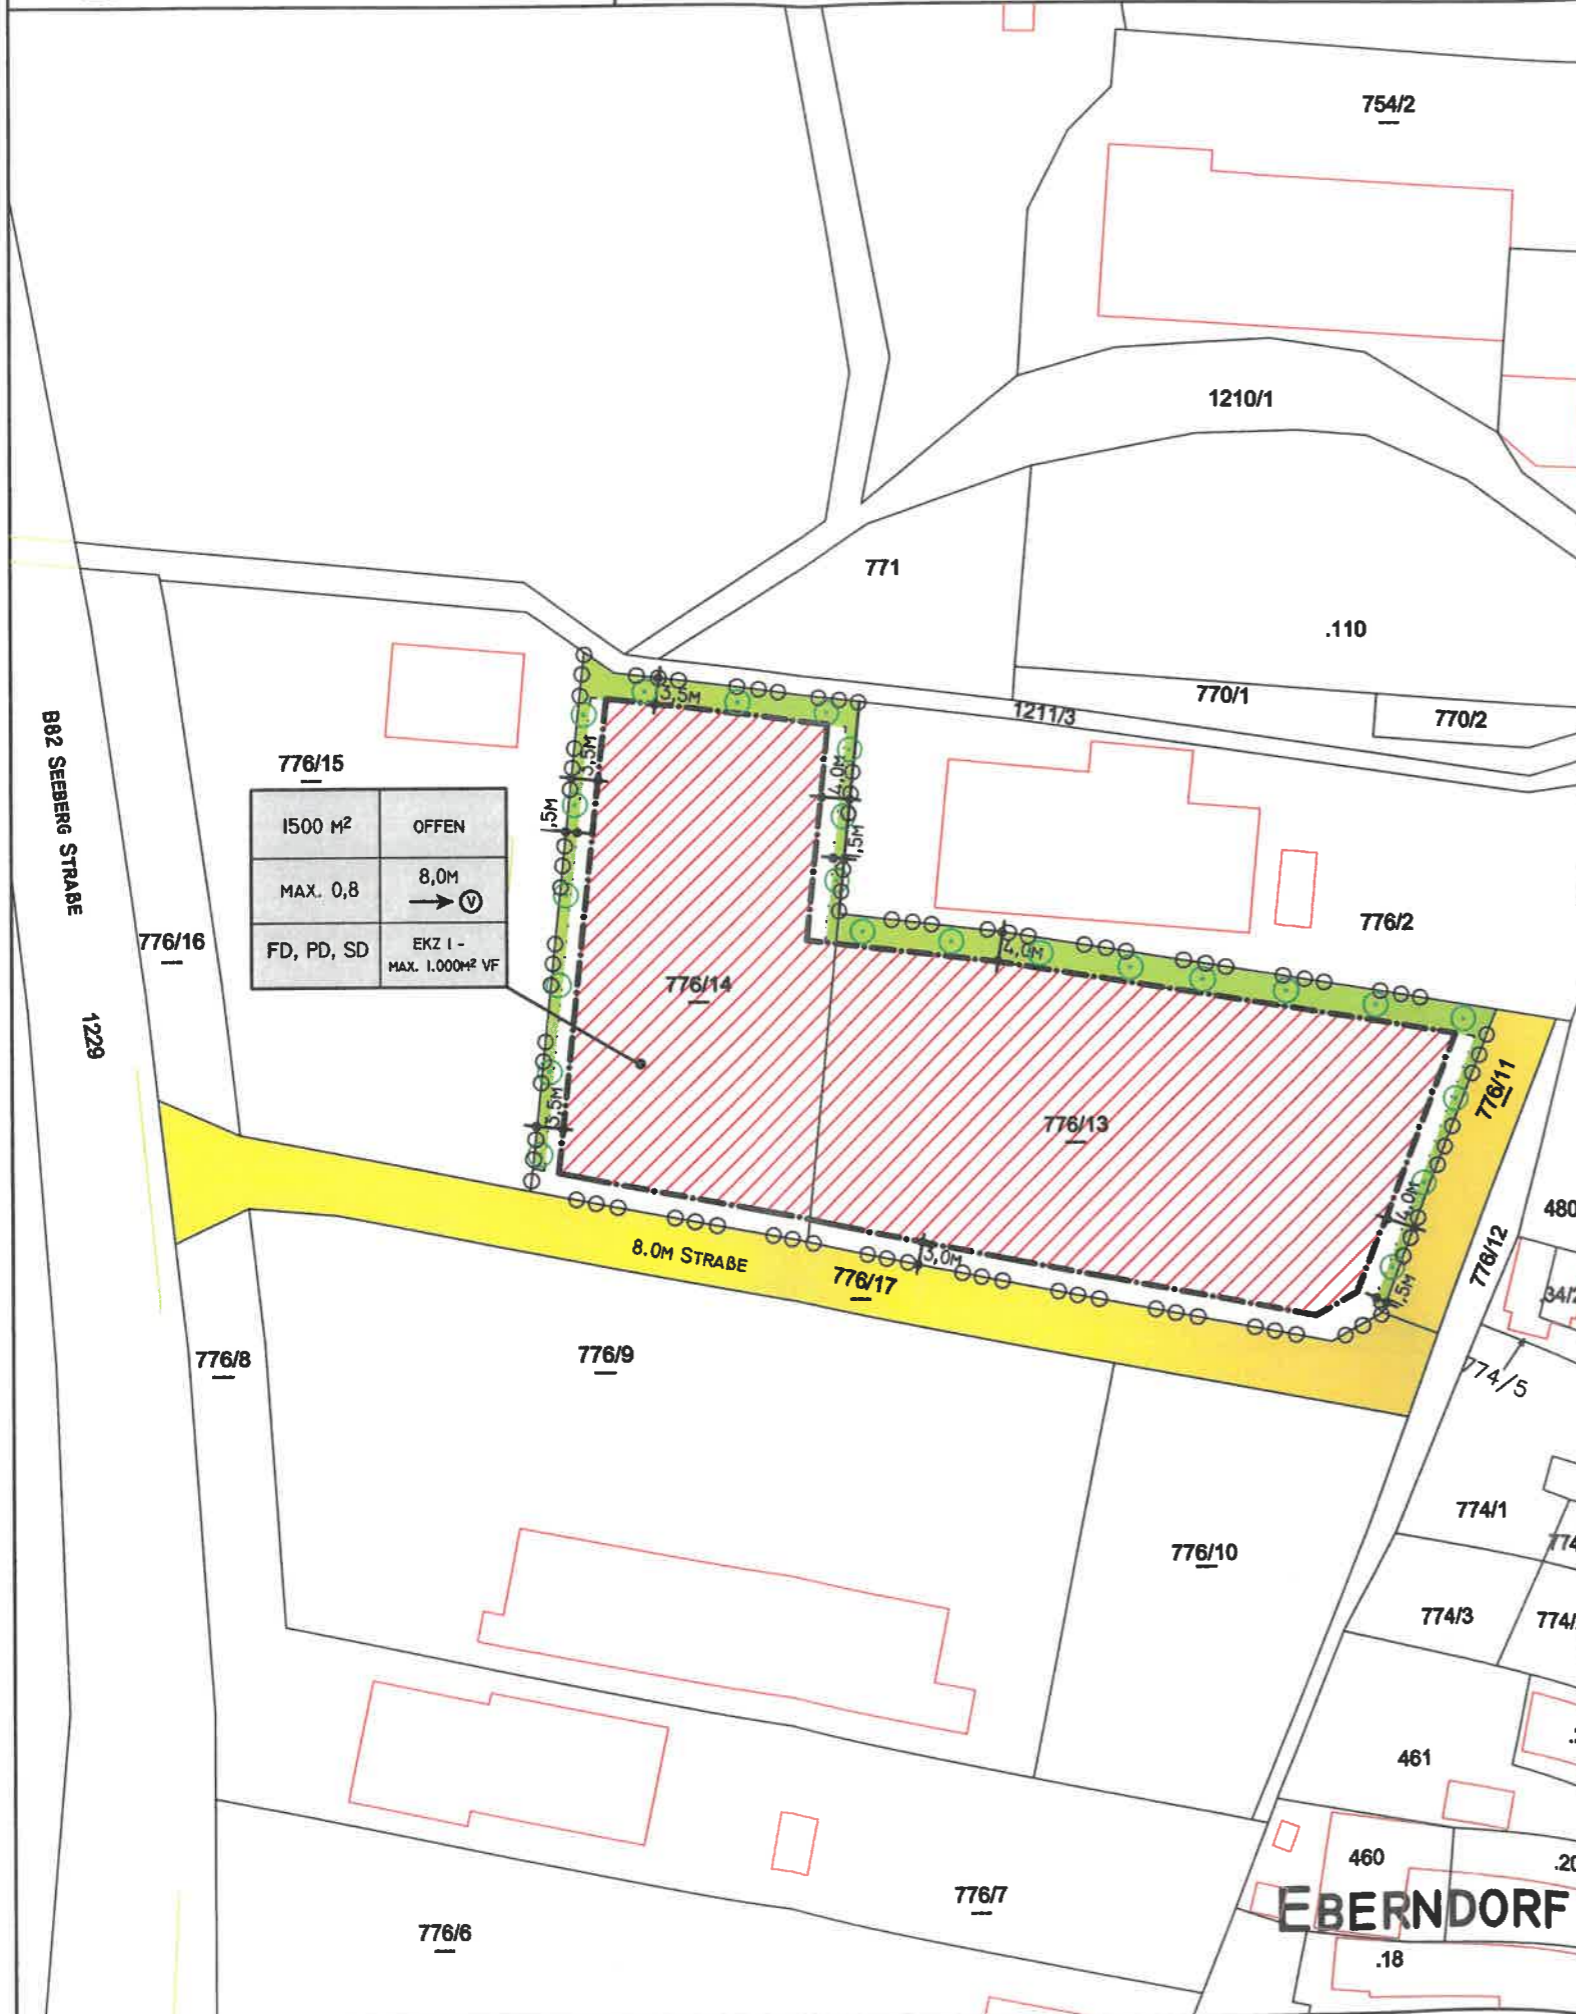 754/2
1210/1
771
.110
770/1
1211/3
770/2
3,5M
3,5M
4,0M
,5M
1,5M
776/15
B82 SEEBERG STRAßE
1500 M² OFFEN
MAX. 0,8 8,0M
V
FD, PD, SD EKZ I -
MAX. 1.000M² VF
776/16
776/2
4,0M
776/14
1229
776/11
776/13
3,5M
4,0M
480
776/12
8.0M STRAßE
3,0M
776/17
1,5M
776/8
776/9
774/5
774/1
776/10
774/3
461
460
776/7
EBERNDORF
776/6
.18